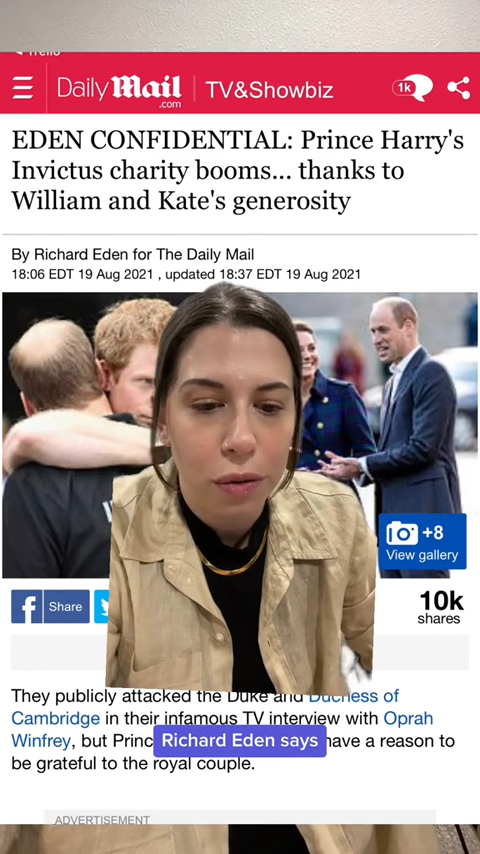 Daily Mail .com
TV&Showbiz
1k
EDEN CONFIDENTIAL: Prince Harry's
Invictus charity booms... thanks to
William and Kate's generosity
By Richard Eden for The Daily Mail
18:06 EDT 19 Aug 2021 , updated 18:37 EDT 19 Aug 2021
+8
View gallery
f Share
10k
shares
They publicly attacked the Duke and Duchess of
Cambridge in their infamous TV interview with Oprah
Winfrey, but Princ
Richard Eden says
have a reason to
be grateful to the royal couple.
ADVERTISEMENT